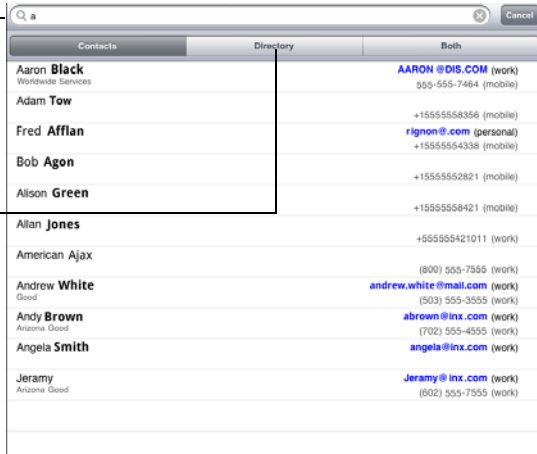 a Cancel
Contacts Directory Both
Aaron Black AARON @DIS.COM (work)
Worldwide Services 555-555-7464 (mobile)
Adam Tow
+15555558356 (mobile)
Fred Afflan rignon@.com (personal)
+15555554338 (mobile)
Bob Agon
+15555552821 (mobile)
Alison Green
+15555558421 (mobile)
Allan Jones
+555555421011 (work)
American Ajax
(800) 555-7555 (work)
Andrew White andrew.white@mail.com (work)
Good (503) 555-3555 (work)
Andy Brown abrown@inx.com (work)
Arizona Good (702) 555-4555 (work)
Angela Smith angela@inx.com (work)
Jeramy Jeramy@inx.com (work)
Arizona Good (602) 555-7555 (work)